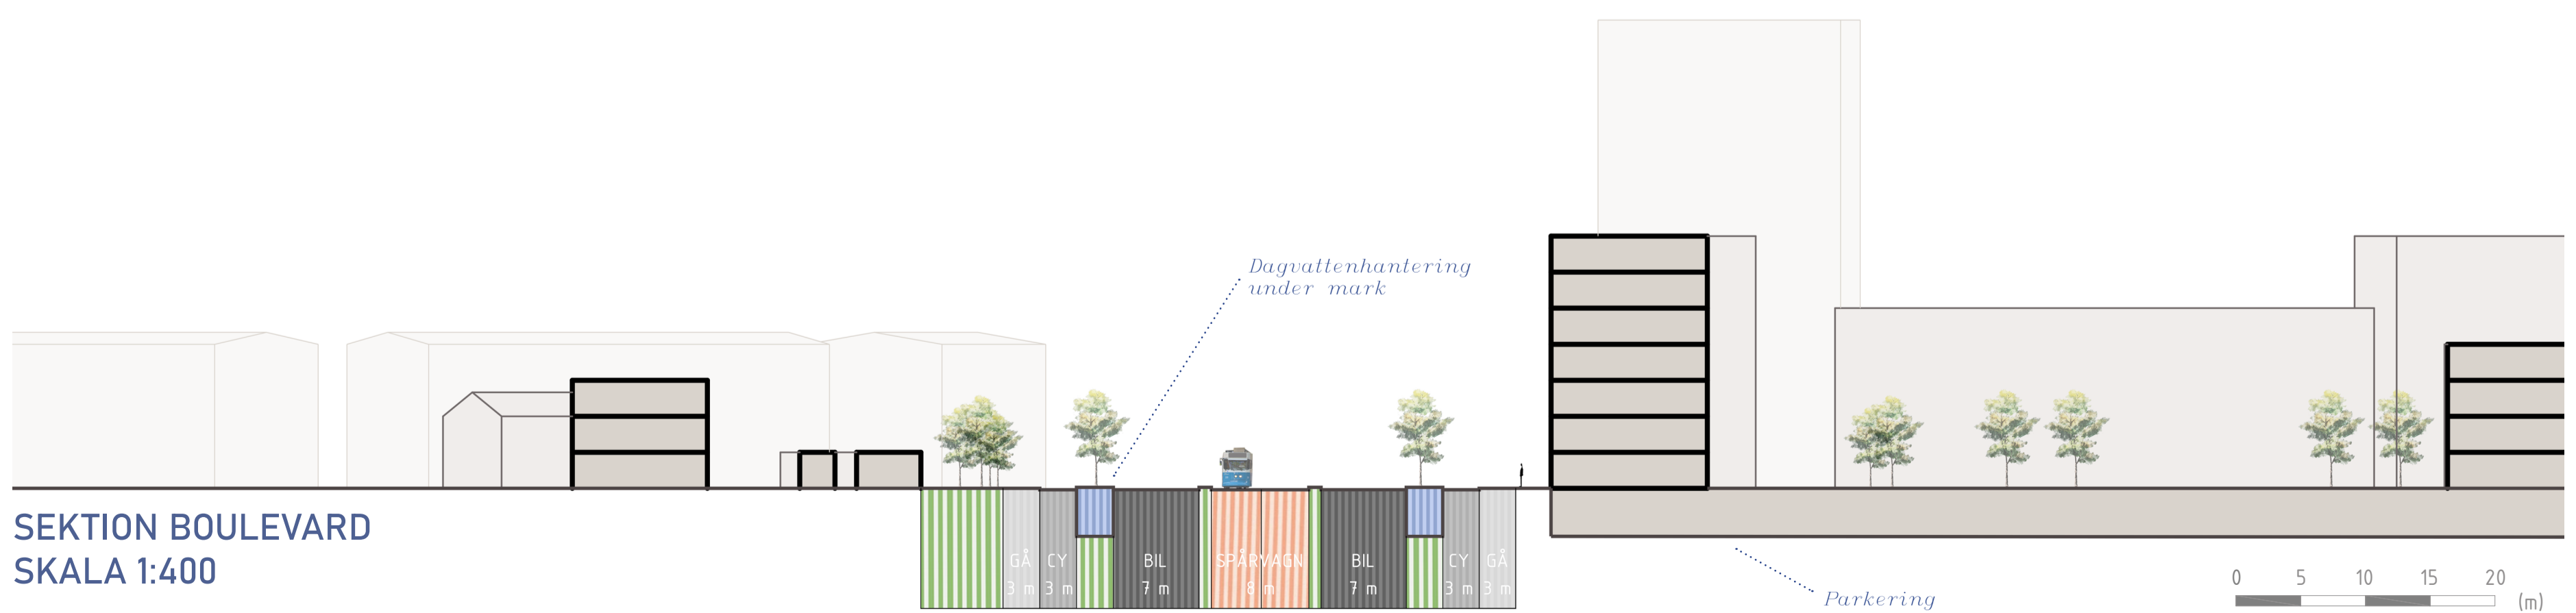 Dagvattenhantering
under mark
SEKTION BOULEVARD
SKALA 1:400
GÅ CY BIL SPÅRVAGN BIL CY GÅ
3 m 3 m 7 m 8 m 7 m 3 m 3 m
Parkering
0 5 10 15 20
(m)